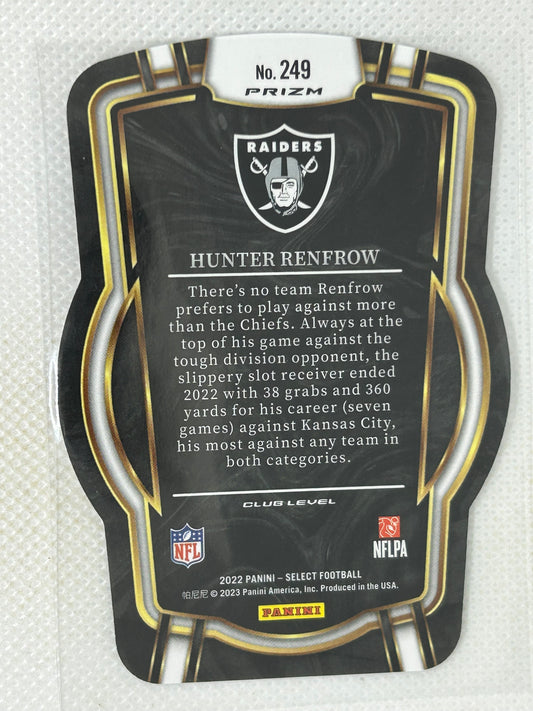 No. 249
PRIZM
RAIDERS
HUNTER RENFROW
There's no team Renfrow
prefers to play against more
than the Chiefs. Always at the
top of his game against the
tough division opponent, the
slippery slot receiver ended
2022 with 38 grabs and 360
yards for his career (seven
games) against Kansas City,
his most against any team in
both categories.
CLUB LEVEL
NFL
NFLPA
2022 PANINI – SELECT FOOTBALL
帕尼尼 © 2023 Panini America, Inc. Produced in the USA.
PANINI